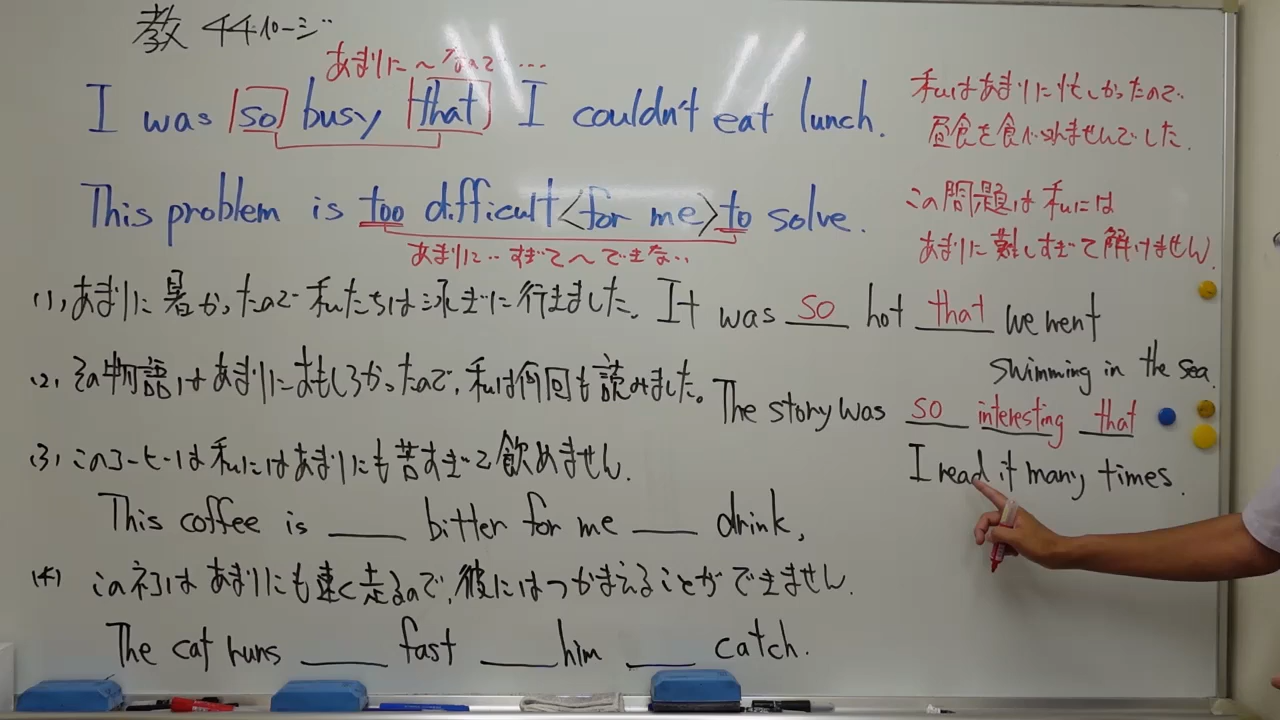 教 44ページ
あまりに〜なので…
I was so busy that I couldn't eat lunch.
私はあまりに忙しかったので
昼食を食べられませんでした.
This problem is too difficult <for me> to solve.
あまりに‥すぎて〜できな‥
この問題は私には
あまりに難しすぎて解けません.
(1) あまりに暑かったので私たちは泳ぎに行きました。 It was so hot that we went
swimming in the sea.
(2) その物語はあまりにおもしろかったので、私は何回も読みました。 The story was so interesting that
I read it many times.
(3) このコーヒーは私にはあまりにも苦すぎて飲めません.
This coffee is ____ bitter for me ____ drink.
(4) このネコはあまりにも速く走るので、彼にはつかまえることができません.
The cat runs ____ fast ____ him ____ catch.